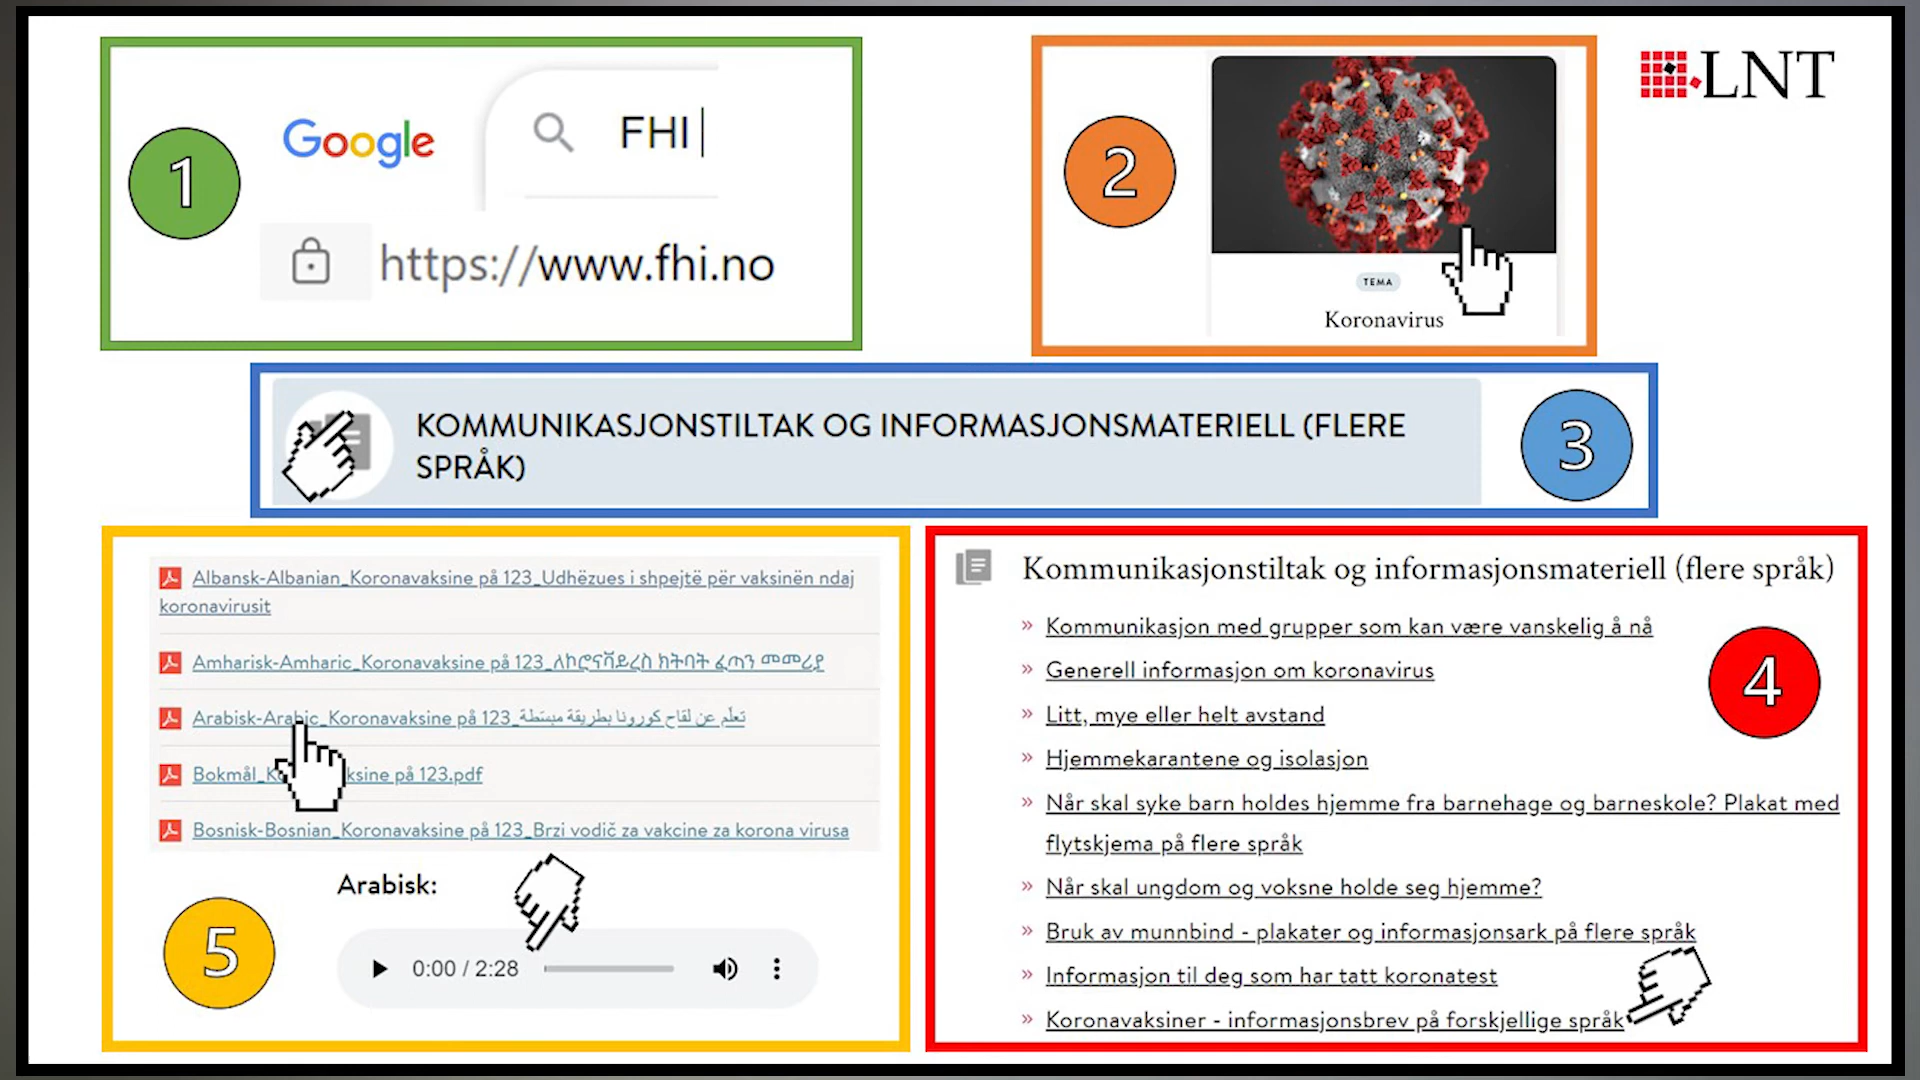 LNT
1
Google
FHI
https://www.fhi.no
2
TEMA
Koronavirus
KOMMUNIKASJONSTILTAK OG INFORMASJONSMATERIELL (FLERE
SPRÅK)
3
Kommunikasjonstiltak og informasjonsmateriell (flere språk)
» Kommunikasjon med grupper som kan være vanskelig å nå
» Generell informasjon om koronavirus
» Litt, mye eller helt avstand
» Hjemmekarantene og isolasjon
» Når skal syke barn holdes hjemme fra barnehage og barneskole? Plakat med
flytskjema på flere språk
» Når skal ungdom og voksne holde seg hjemme?
» Bruk av munnbind - plakater og informasjonsark på flere språk
» Informasjon til deg som har tatt koronatest
» Koronavaksiner - informasjonsbrev på forskjellige språk
4
Albansk-Albanian_Koronavaksine på 123_Udhëzues i shpejtë për vaksinën ndaj
koronavirusit
Amharisk-Amharic_Koronavaksine på 123_ለኮሮናቫይረስ ክትባት ፈጣን መመሪያ
Arabisk-Arabic_Koronavaksine på 123_تعلّم عن لقاح كورونا بطريقة مبسّطة
Bokmål_K ksine på 123.pdf
Bosnisk-Bosnian_Koronavaksine på 123_Brzi vodič za vakcine za korona virusa
Arabisk:
0:00 / 2:28
5